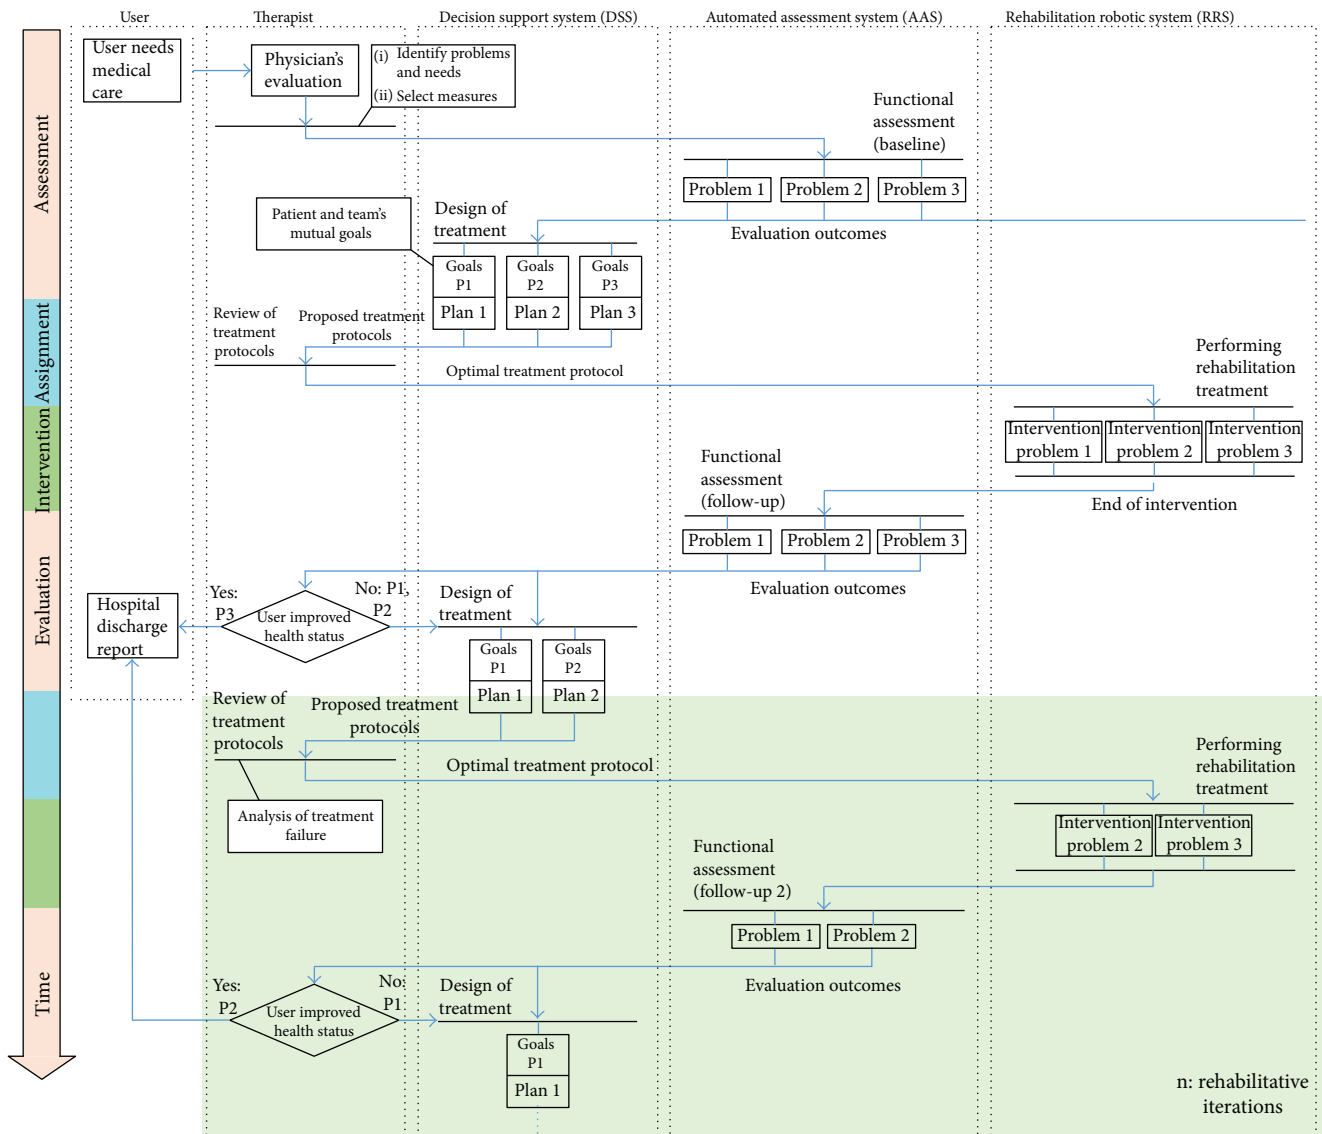 User
Therapist
Decision support system (DSS)
Automated assessment system (AAS)
Rehabilitation robotic system (RRS)
Assessment
User needs
medical
care
Physician's
evaluation
(i) Identify problems
and needs
(ii) Select measures
Functional
assessment
(baseline)
Problem 1
Problem 2
Problem 3
Evaluation outcomes
Patient and team's
mutual goals
Design of
treatment
Goals
P1
Plan 1
Goals
P2
Plan 2
Goals
P3
Plan 3
Assignment
Review of
treatment
protocols
Proposed treatment
protocols
Optimal treatment protocol
Performing
rehabilitation
treatment
Intervention
Intervention
problem 1
Intervention
problem 2
Intervention
problem 3
End of intervention
Functional
assessment
(follow-up)
Problem 1
Problem 2
Problem 3
Evaluation outcomes
Evaluation
Hospital
discharge
report
Yes:
P3
User improved
health status
No: P1,
P2
Design of
treatment
Goals
P1
Plan 1
Goals
P2
Plan 2
Review of
treatment
protocols
Proposed treatment
protocols
Optimal treatment protocol
Analysis of treatment
failure
Performing
rehabilitation
treatment
Intervention
problem 2
Intervention
problem 3
Functional
assessment
(follow-up 2)
Problem 1
Problem 2
Evaluation outcomes
Time
Yes:
P2
User improved
health status
No:
P1
Design of
treatment
Goals
P1
Plan 1
n: rehabilitative
iterations